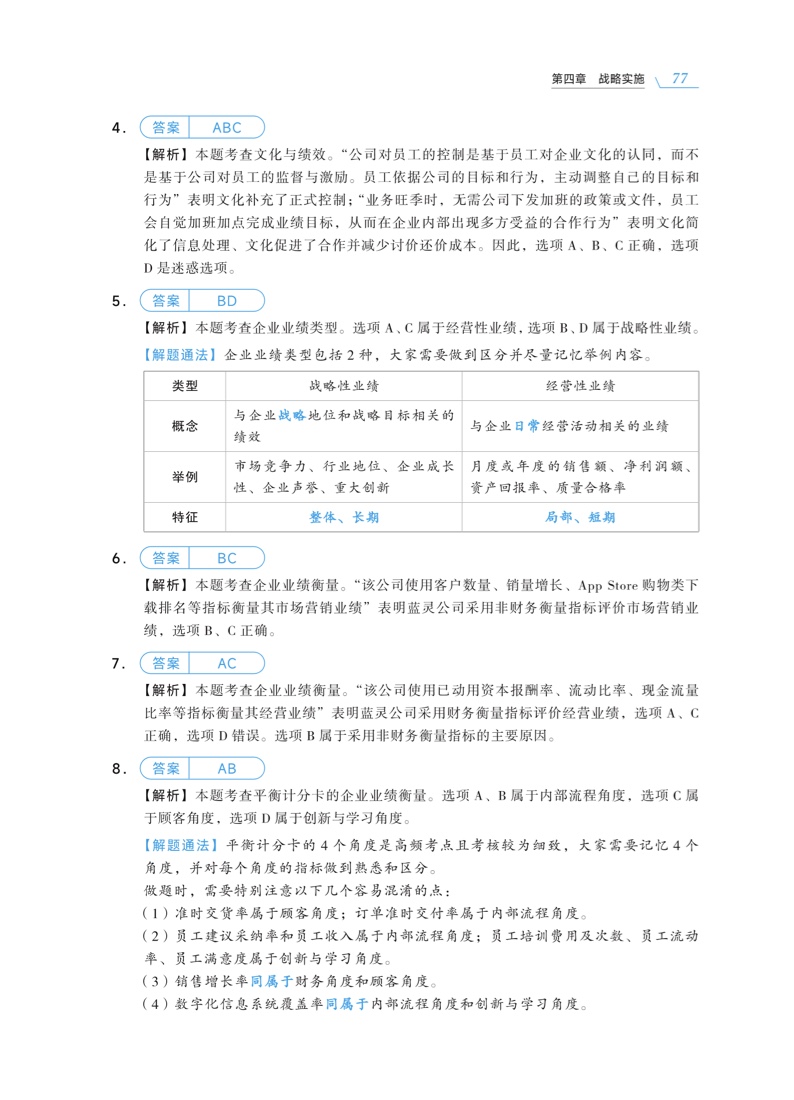 第四章 战略实施 77
4. 答案 ABC
【解析】本题考查文化与绩效。“公司对员工的控制是基于员工对企业文化的认同，而不
是基于公司对员工的监督与激励。员工依据公司的目标和行为，主动调整自己的目标和
行为”表明文化补充了正式控制；“业务旺季时，无需公司下发加班的政策或文件，员工
会自觉加班加点完成业绩目标，从而在企业内部出现多方受益的合作行为”表明文化简
化了信息处理、文化促进了合作并减少讨价还价成本。因此，选项 A、B、C 正确，选项
D 是迷惑选项。
5. 答案 BD
【解析】本题考查企业业绩类型。选项 A、C 属于经营性业绩，选项 B、D 属于战略性业绩。
【解题通法】企业业绩类型包括 2 种，大家需要做到区分并尽量记忆举例内容。
类型 战略性业绩 经营性业绩
概念 与企业战略地位和战略目标相关的
绩效 与企业日常经营活动相关的业绩
举例 市场竞争力、行业地位、企业成长
性、企业声誉、重大创新 月度或年度的销售额、净利润额、
资产回报率、质量合格率
特征 整体、长期 局部、短期
6. 答案 BC
【解析】本题考查企业业绩衡量。“该公司使用客户数量、销量增长、App Store 购物类下
载排名等指标衡量其市场营销业绩”表明蓝灵公司采用非财务衡量指标评价市场营销业
绩，选项 B、C 正确。
7. 答案 AC
【解析】本题考查企业业绩衡量。“该公司使用已动用资本报酬率、流动比率、现金流量
比率等指标衡量其经营业绩”表明蓝灵公司采用财务衡量指标评价经营业绩，选项 A、C
正确，选项 D 错误。选项 B 属于采用非财务衡量指标的主要原因。
8. 答案 AB
【解析】本题考查平衡计分卡的企业业绩衡量。选项 A、B 属于内部流程角度，选项 C 属
于顾客角度，选项 D 属于创新与学习角度。
【解题通法】平衡计分卡的 4 个角度是高频考点且考核较为细致，大家需要记忆 4 个
角度，并对每个角度的指标做到熟悉和区分。
做题时，需要特别注意以下几个容易混淆的点：
（1）准时交货率属于顾客角度；订单准时交付率属于内部流程角度。
（2）员工建议采纳率和员工收入属于内部流程角度；员工培训费用及次数、员工流动
率、员工满意度属于创新与学习角度。
（3）销售增长率同属于财务角度和顾客角度。
（4）数字化信息系统覆盖率同属于内部流程角度和创新与学习角度。